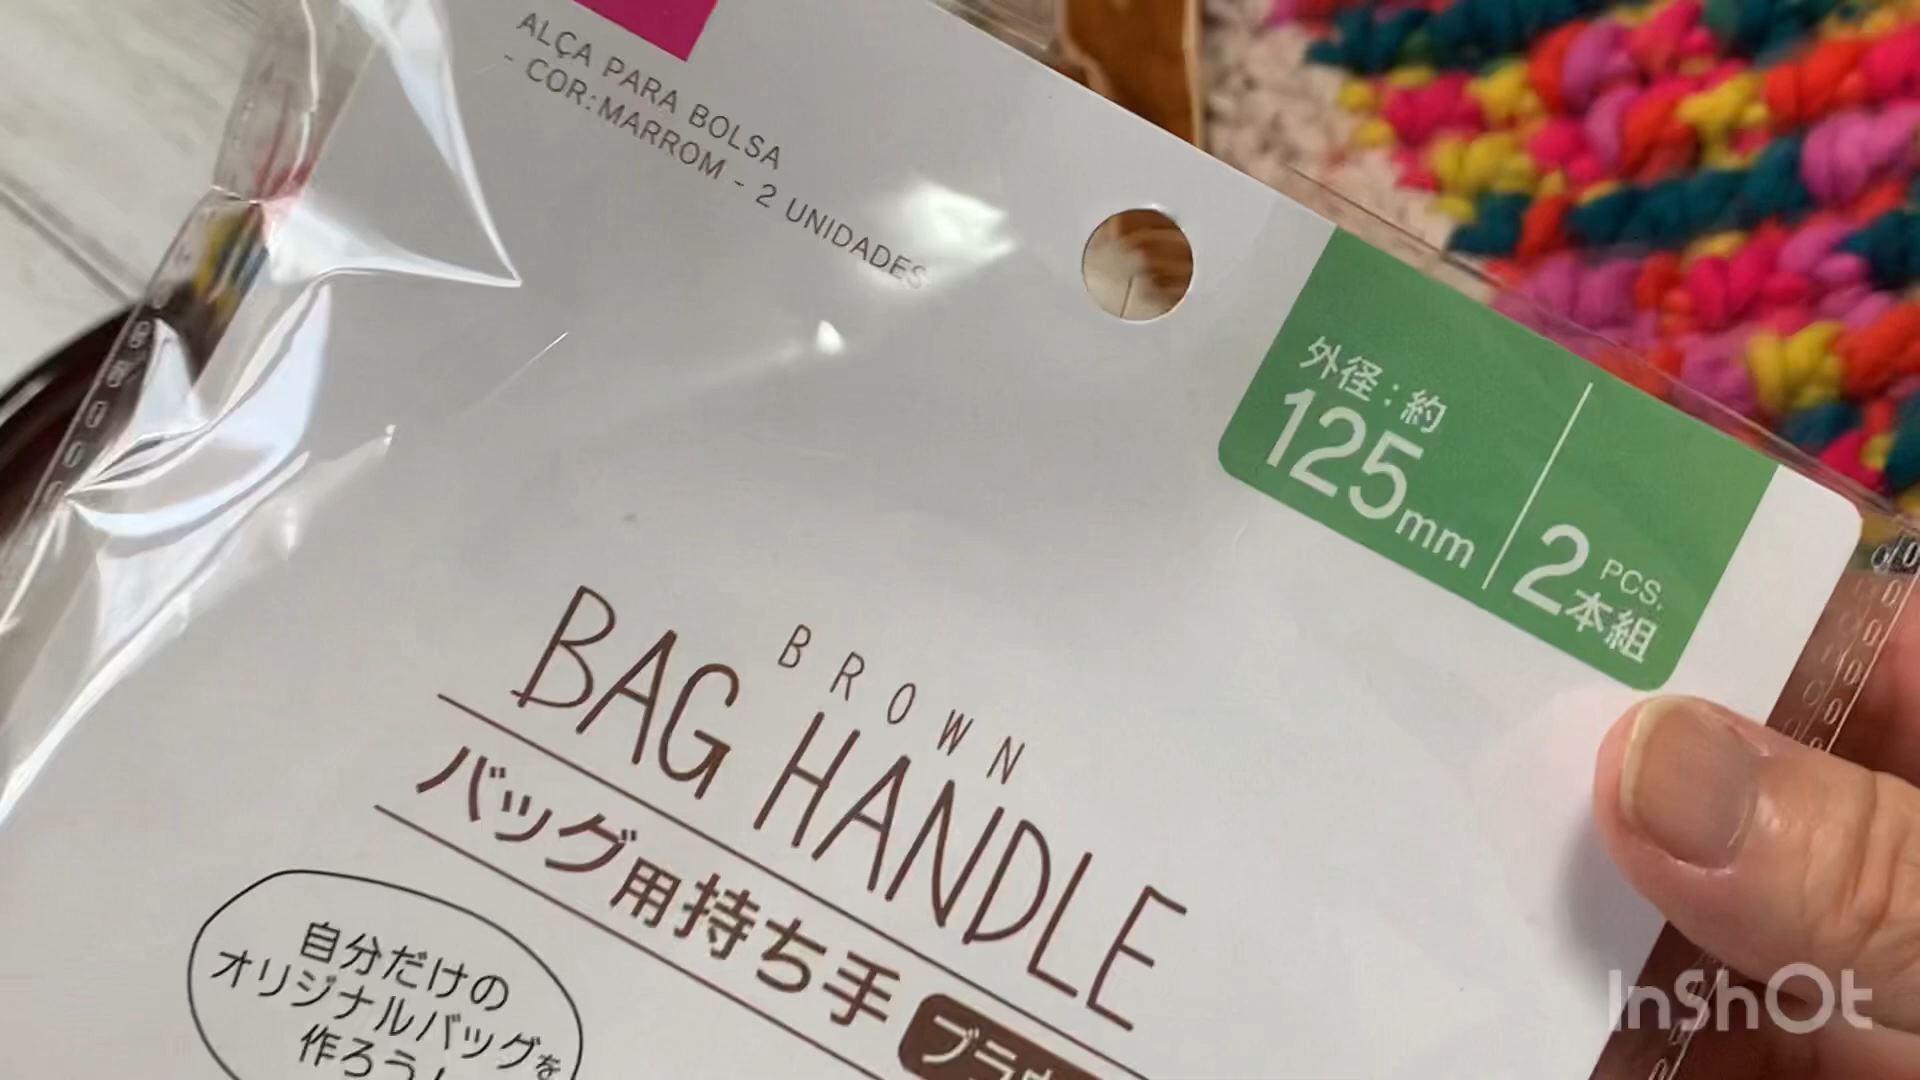 ALÇA PARA BOLSA
- COR: MARROM - 2 UNIDADES
外径:約
125mm
2 PCS.
本組
BROWN
BAG HANDLE
バッグ用持ち手
自分だけの
オリジナルバッグを
作ろう!
InShOt